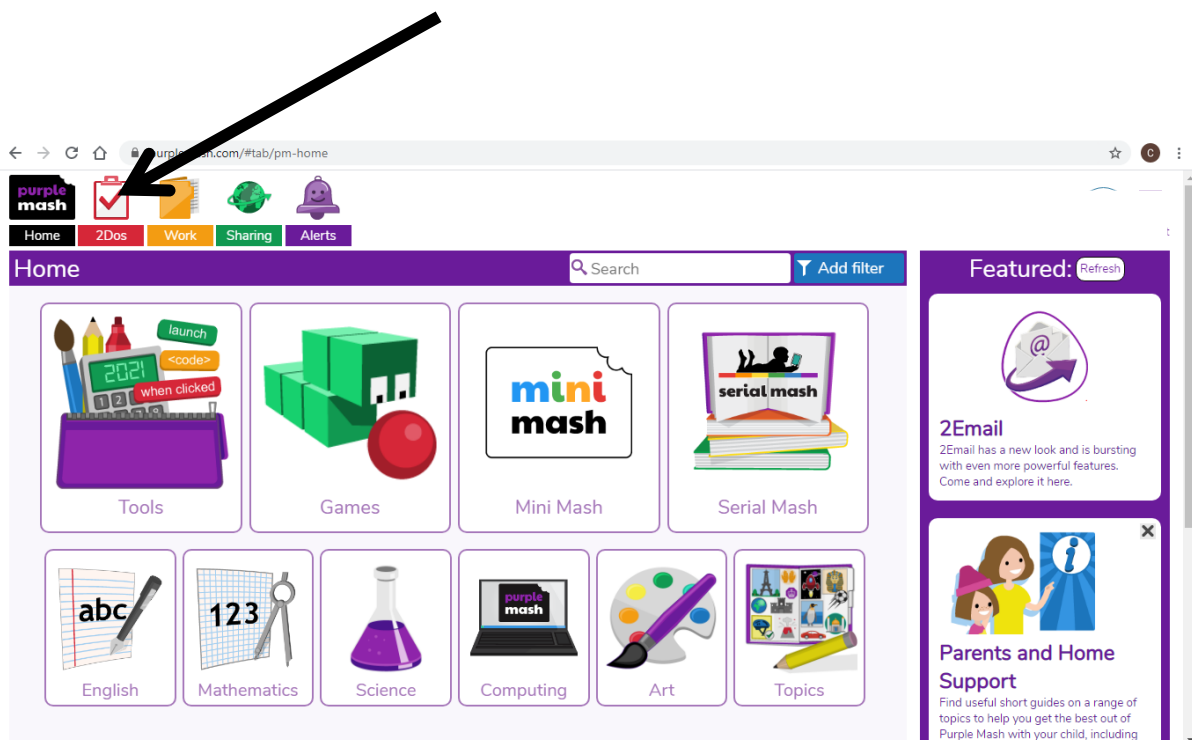 .com/#tab/pm-home
C
purple
mash
Home
2Dos
Work
Sharing
Alerts
Home
Search
Add filter
Featured:
Refresh
launch
<code>
when clicked
2021
1 2
Tools
Games
mini
mash
Mini Mash
serial mash
Serial Mash
@
2Email
2Email has a new look and is bursting
with even more powerful features.
Come and explore it here.
abc
English
123
Mathematics
Science
purple
mash
Computing
Art
Topics
i
Parents and Home
Support
Find useful short guides on a range of
topics to help you get the best out of
Purple Mash with your child, including